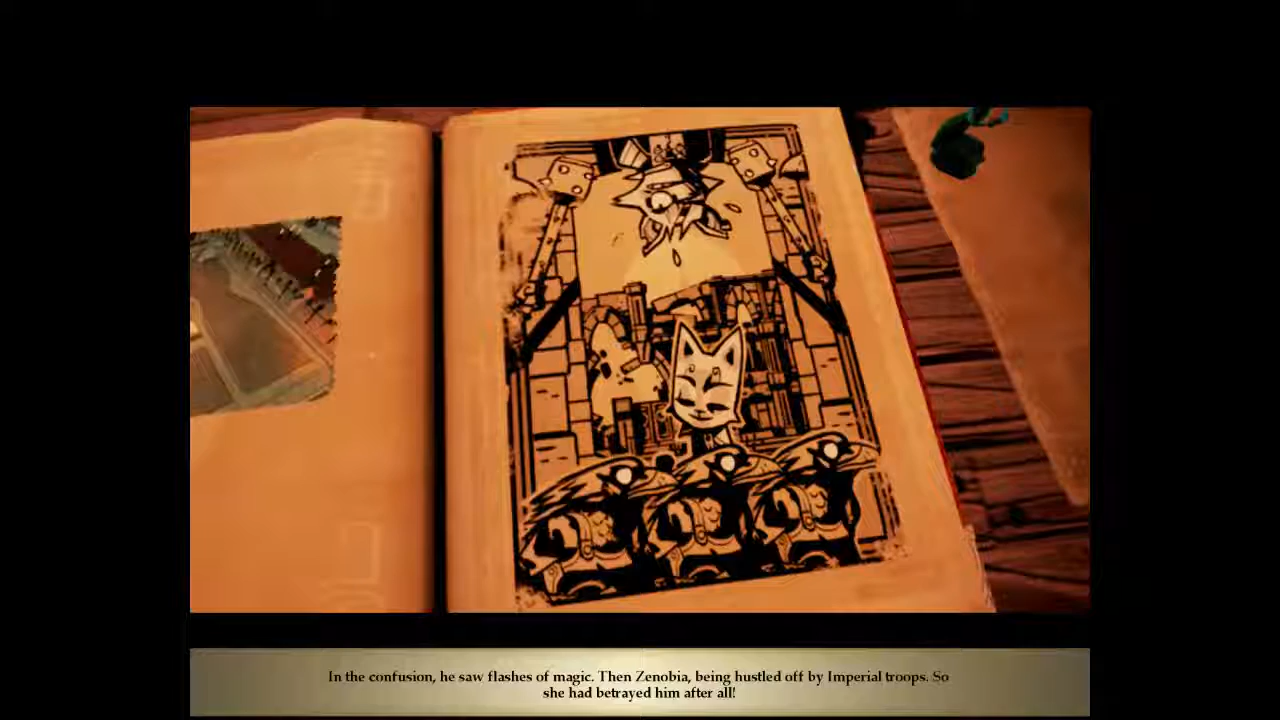 In the confusion, he saw flashes of magic. Then Zenobia, being hustled off by Imperial troops. So
she had betrayed him after all!